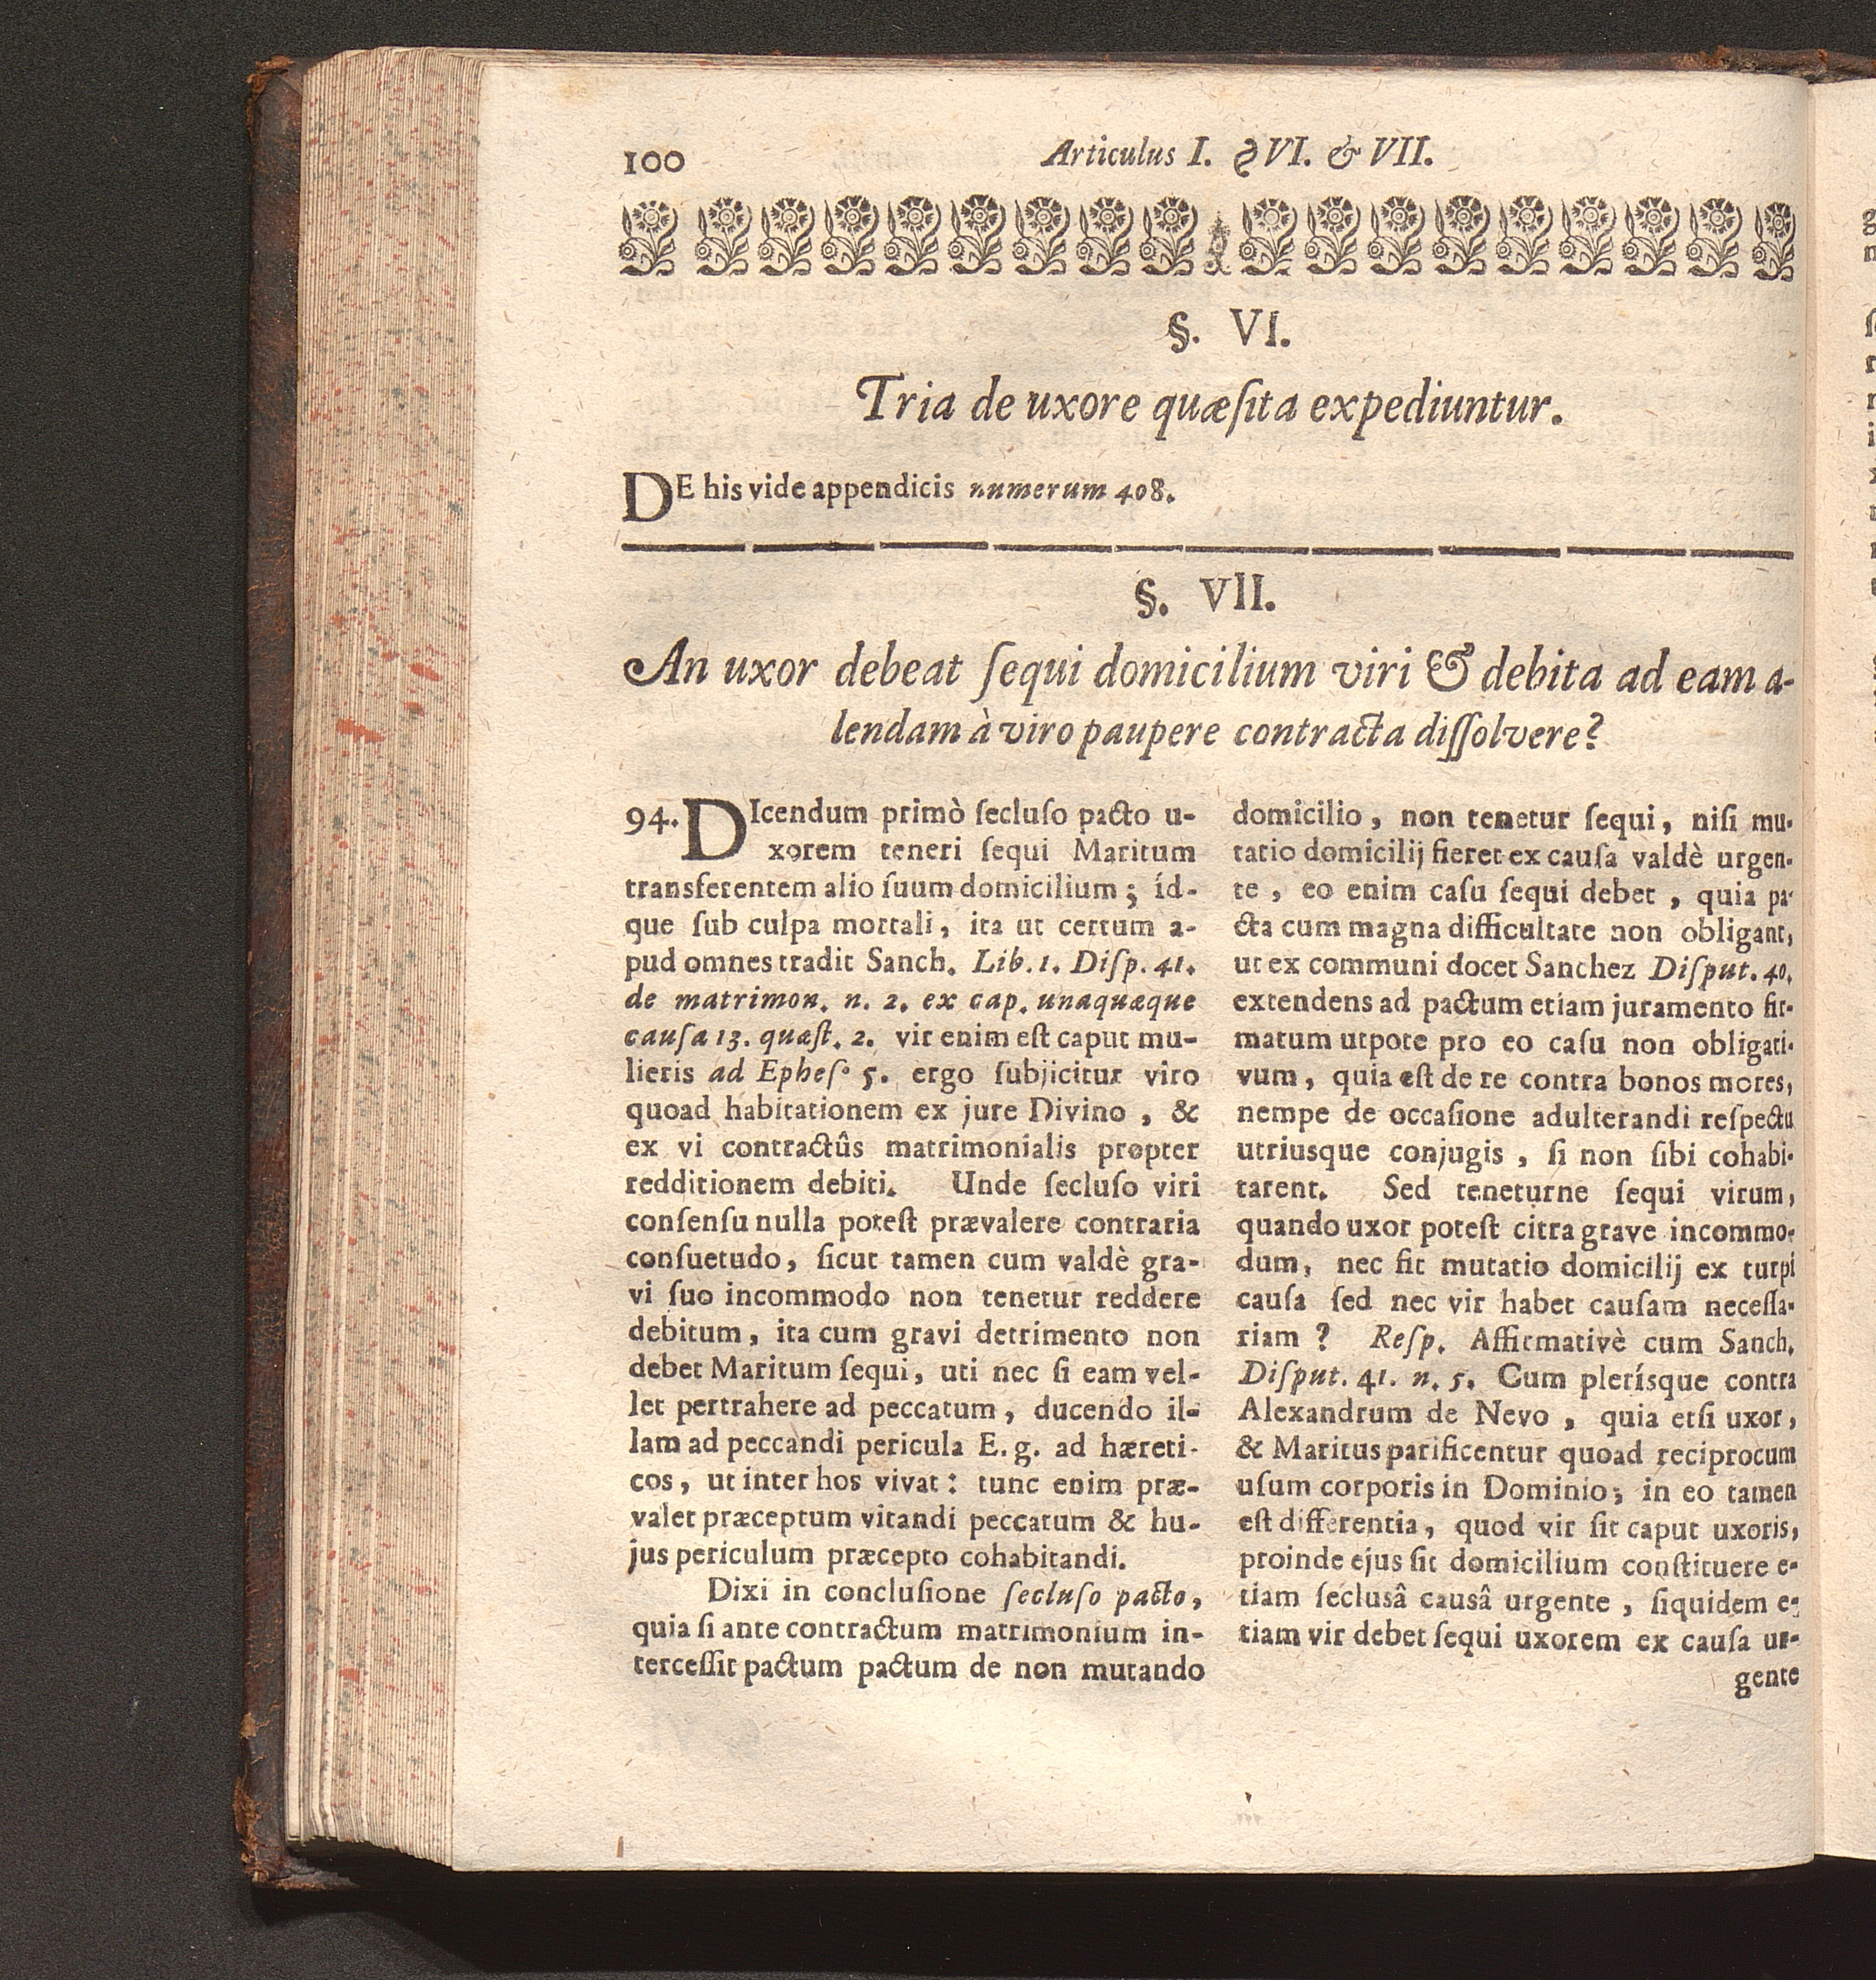 100
Articulus I. § VI. & VII.
§. VI.
Tria de uxore quæſita expediuntur.
DE his vide appendicis numerum 408.
§. VII.
An uxor debeat ſequi domicilium viri & debita ad eam a-
lendam à viro paupere contracta diſſolvere?
94. DIcendum primò ſecluſo pacto u-
xorem teneri ſequi Maritum
transferentem alio ſuum domicilium; íd-
que ſub culpa mortali, ita ut certum a-
pud omnes tradit Sanch. Lib. 1. Diſp. 41.
de matrimon. n. 2. ex cap. unaquæque
cauſa 13. quæſt. 2. vir enim eſt caput mu-
lieris ad Epheſ. 5. ergo ſubjicitur viro
quoad habitationem ex jure Divino, &
ex vi contractûs matrimonialis propter
redditionem debiti. Unde ſecluſo viri
conſenſu nulla poteſt prævalere contraria
conſuetudo, ſicut tamen cum valdè gra-
vi ſuo incommodo non tenetur reddere
debitum, ita cum gravi detrimento non
debet Maritum ſequi, uti nec ſi eam vel-
let pertrahere ad peccatum, ducendo il-
lam ad peccandi pericula E. g. ad hæreti-
cos, ut inter hos vivat: tunc enim præ-
valet præceptum vitandi peccatum & hu-
jus periculum præcepto cohabitandi.
Dixi in concluſione ſecluſo pacto,
quia ſi ante contractum matrimonium in-
terceſſit pactum pactum de non mutando
domicilio, non tenetur ſequi, niſi mu-
tatio domicilij fieret ex cauſa valdè urgen-
te, eo enim caſu ſequi debet, quia pa-
cta cum magna difficultate non obligant,
ut ex communi docet Sanchez Diſput. 40.
extendens ad pactum etiam juramento fir-
matum utpote pro eo caſu non obligati-
vum, quia eſt de re contra bonos mores,
nempe de occaſione adulterandi reſpectu
utriusque conjugis, ſi non ſibi cohabi-
tarent. Sed teneturne ſequi virum,
quando uxor poteſt citra grave incommo-
dum, nec fit mutatio domicilij ex turpi
cauſa ſed nec vir habet cauſam neceſſa-
riam? Reſp. Affirmativè cum Sanch.
Diſput. 41. n. 5. Cum plerísque contra
Alexandrum de Nevo, quia etſi uxor,
& Maritus parificentur quoad reciprocum
uſum corporis in Dominio; in eo tamen
eſt differentia, quod vir ſit caput uxoris,
proinde ejus ſit domicilium conſtituere e-
tiam ſecluſâ cauſâ urgente, ſiquidem e-
tiam vir debet ſequi uxorem ex cauſa ur-
gente